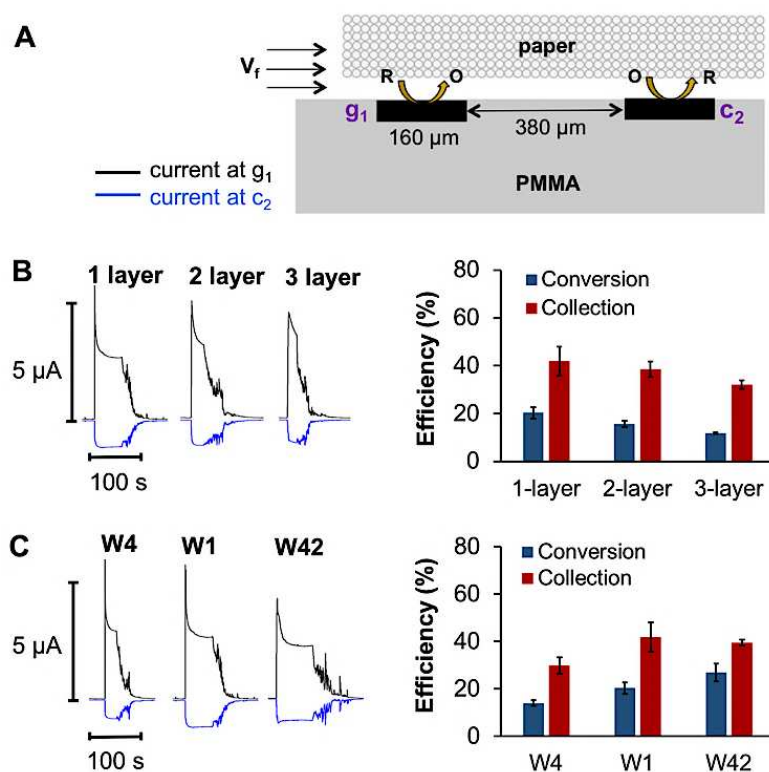 A
paper
V_f
R O
O R
g₁
160 µm
380 µm
c₂
current at g₁
current at c₂
PMMA
B
1 layer 2 layer 3 layer
5 µA
100 s
Efficiency (%)
80
60
40
20
0
Conversion
Collection
1-layer 2-layer 3-layer
C
W4 W1 W42
5 µA
100 s
Efficiency (%)
80
60
40
20
0
Conversion
Collection
W4 W1 W42